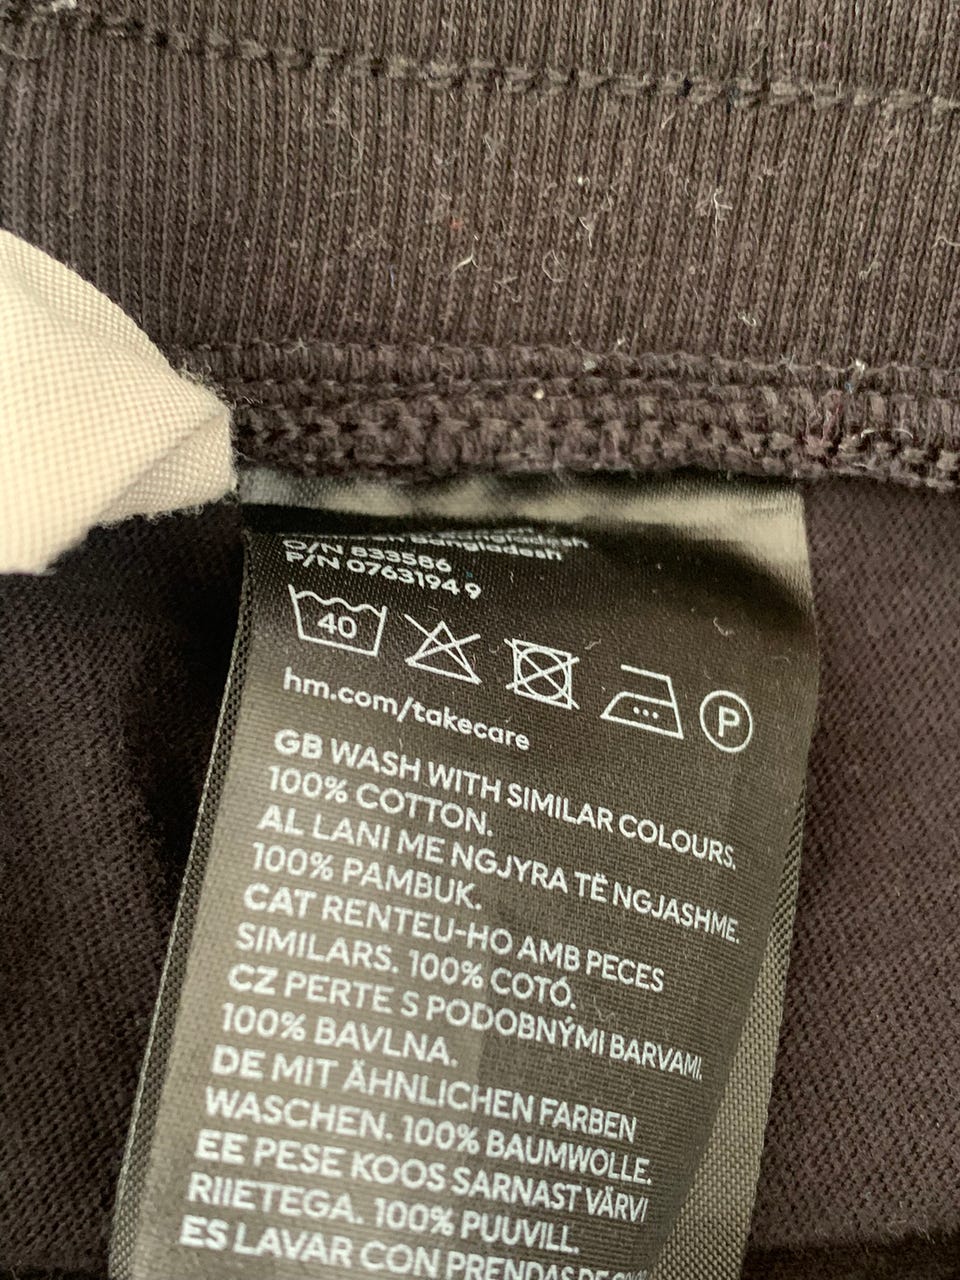 Bangladesh
O/N 833586
P/N 0763194 9
40
P
hm.com/takecare
GB WASH WITH SIMILAR COLOURS.
100% COTTON.
AL LANI ME NGJYRA TË NGJASHME.
100% PAMBUK.
CAT RENTEU-HO AMB PECES
SIMILARS. 100% COTÓ.
CZ PERTE S PODOBNÝMI BARVAMI.
100% BAVLNA.
DE MIT ÄHNLICHEN FARBEN
WASCHEN. 100% BAUMWOLLE.
EE PESE KOOS SARNAST VÄRVI
RIIETEGA. 100% PUUVILL.
ES LAVAR CON PRENDAS DE